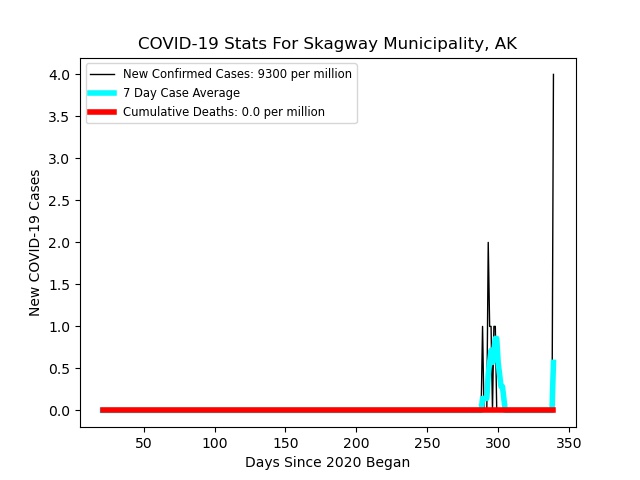 COVID-19 Stats For Skagway Municipality, AK
New Confirmed Cases: 9300 per million
7 Day Case Average
Cumulative Deaths: 0.0 per million
4.0
3.5
3.0
2.5
2.0
1.5
1.0
0.5
0.0
New COVID-19 Cases
50 100 150 200 250 300 350
Days Since 2020 Began